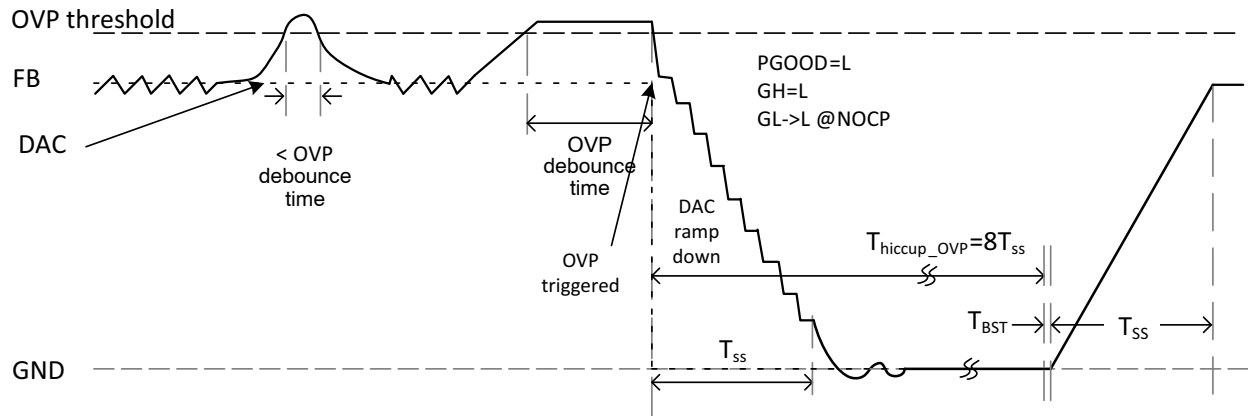 OVP threshold
FB
DAC
GND
< OVP
debounce
time
OVP
debounce
time
OVP
triggered
PGOOD=L
GH=L
GL->L @NOCP
DAC
ramp
down
Thiccup_OVP=8Tss
Tss
TBST
Tss